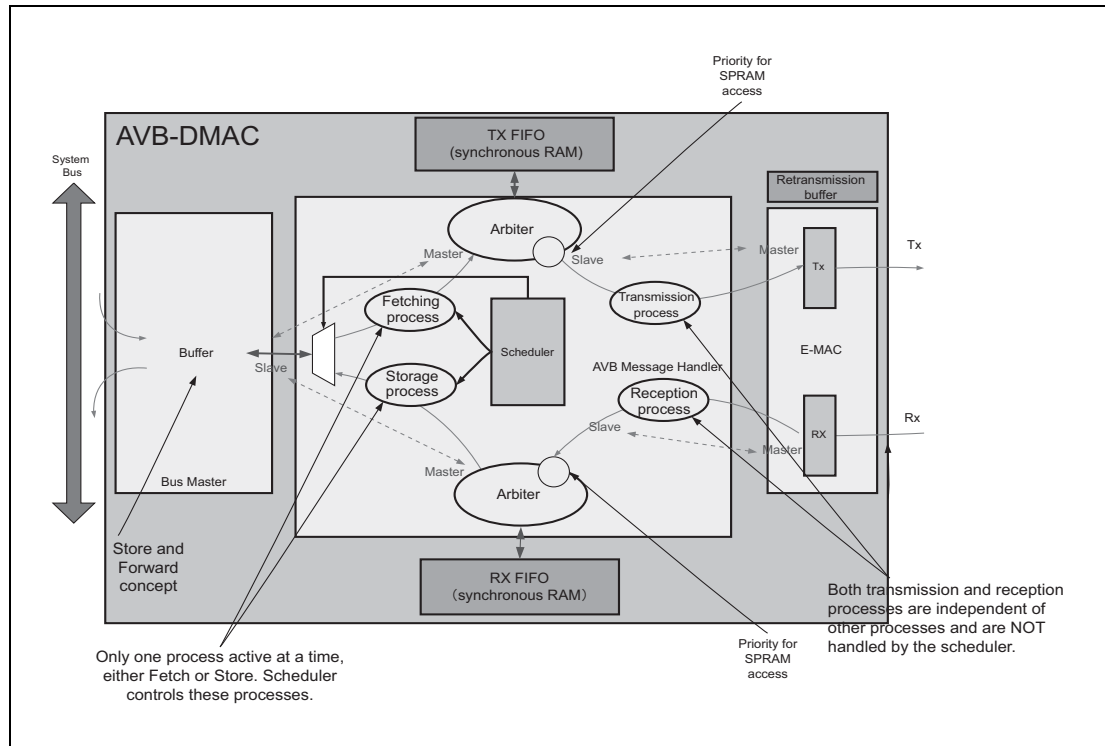 Priority for
SPRAM
access
AVB-DMAC
TX FIFO
(synchronous RAM)
System
Bus
Retransmission
buffer
Arbiter
Master
Slave
Master
Tx
Tx
Fetching
process
Transmission
process
Scheduler
Buffer
Slave
E-MAC
AVB Message Handler
Storage
process
Reception
process
Slave
RX
Rx
Master
Master
Arbiter
Bus Master
Store and
Forward
concept
RX FIFO
(synchronous RAM)
Both transmission and reception
processes are independent of
other processes and are NOT
handled by the scheduler.
Priority for
SPRAM
access
Only one process active at a time,
either Fetch or Store. Scheduler
controls these processes.